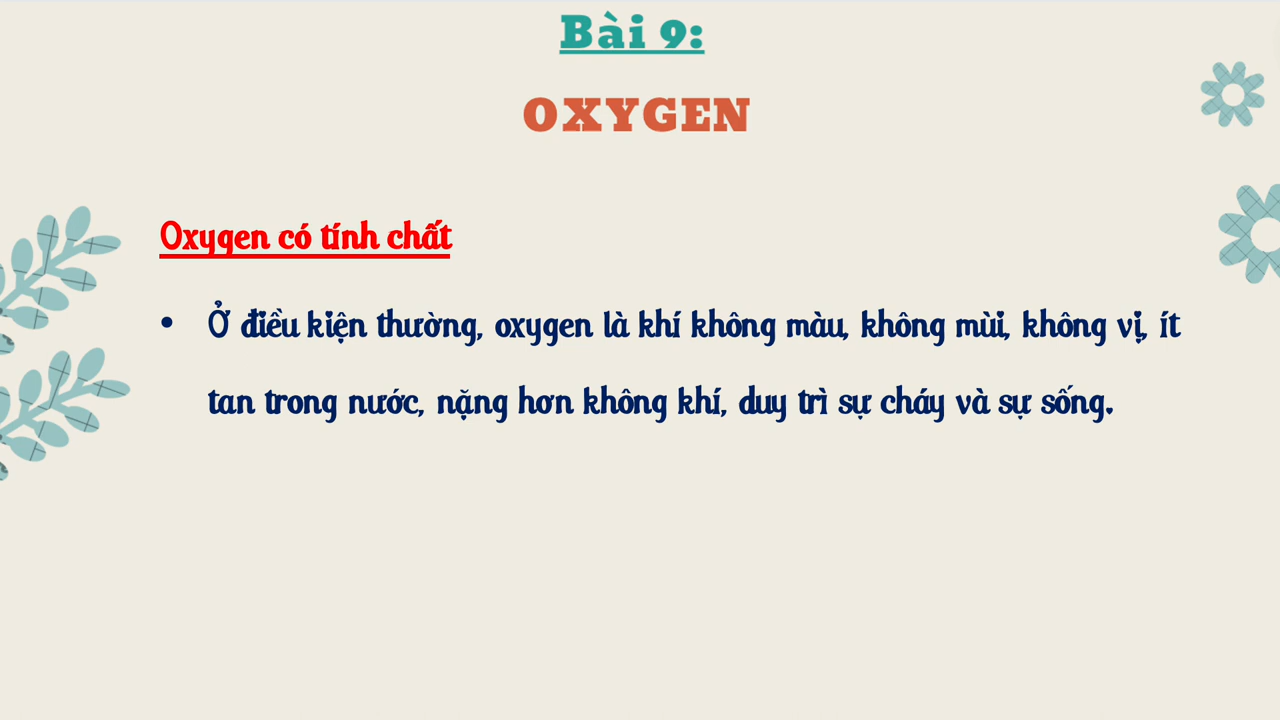 Bài 9:
OXYGEN
Oxygen có tính chất
• Ở điều kiện thường, oxygen là khí không màu, không mùi, không vị, ít
tan trong nước, nặng hơn không khí, duy trì sự cháy và sự sống.